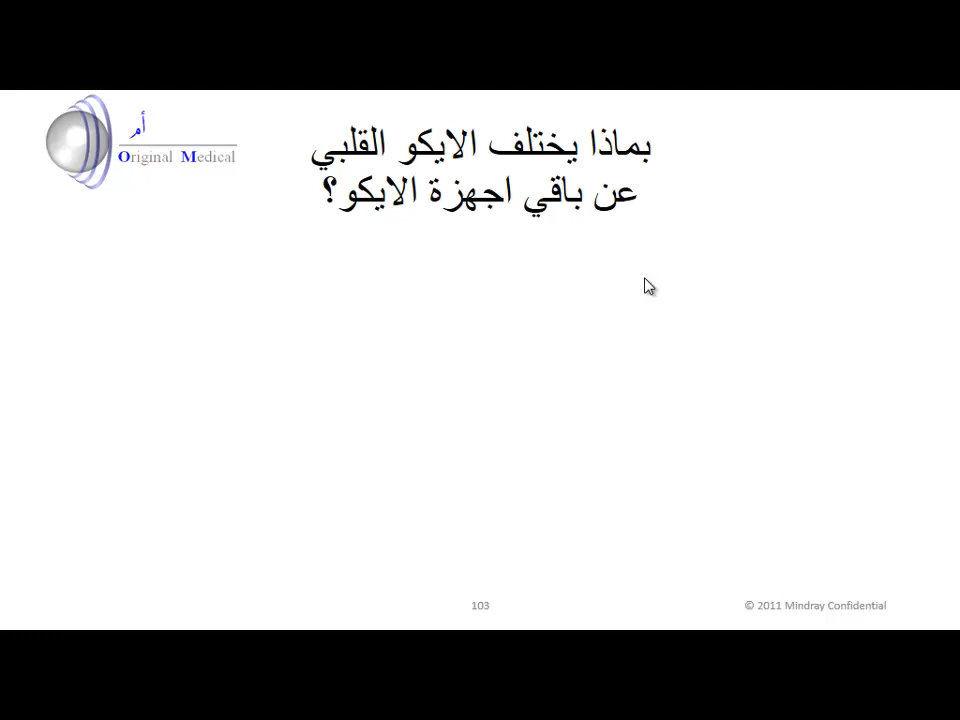 أم
Original Medical
بماذا يختلف الايكو القلبي
عن باقي اجهزة الايكو؟
103
© 2011 Mindray Confidential